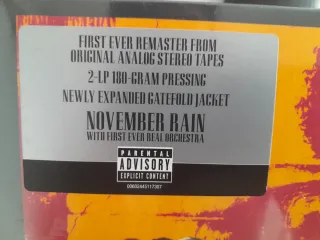 FIRST EVER REMASTER FROM
ORIGINAL ANALOG STEREO TAPES
2-LP 180-GRAM PRESSING
NEWLY EXPANDED GATEFOLD JACKET
NOVEMBER RAIN
WITH FIRST EVER REAL ORCHESTRA
PARENTAL
ADVISORY
EXPLICIT CONTENT